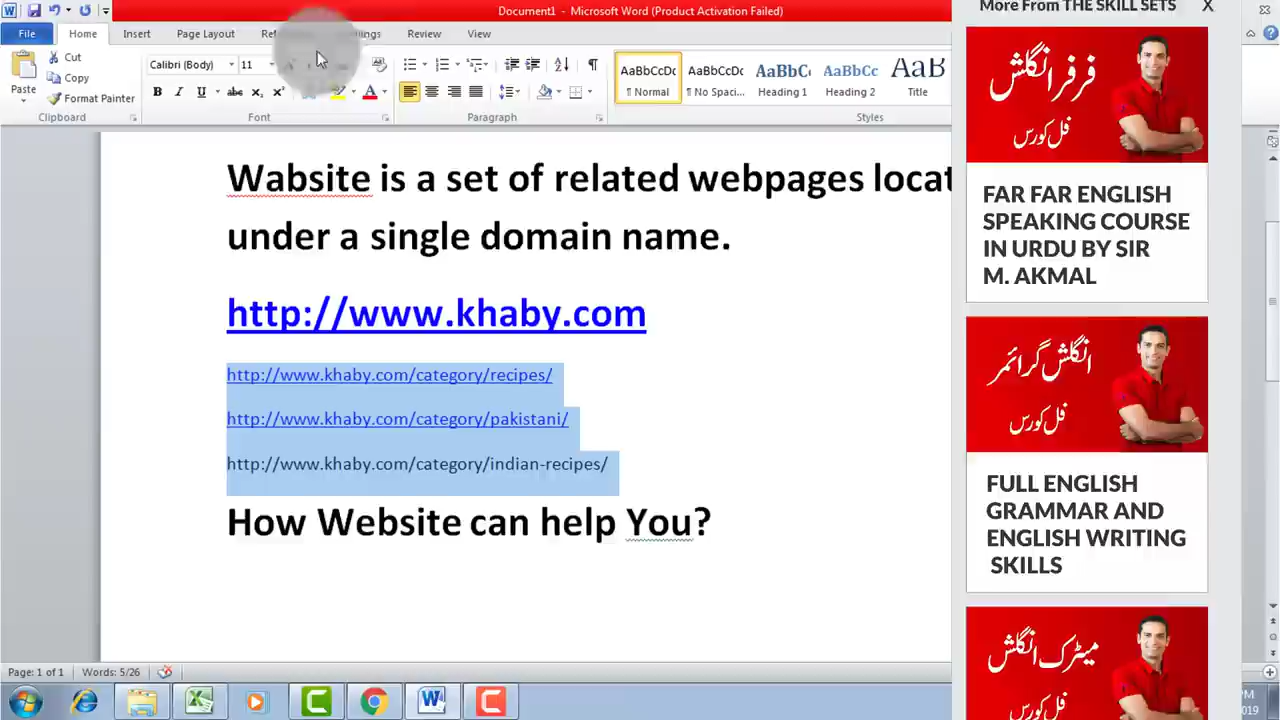 Document1 - Microsoft Word (Product Activation Failed)
More From THE SKILL SETS X
File Home Insert Page Layout Review View
Cut
Copy
Format Painter
Paste
Clipboard
Calibri (Body) 11
Font
Paragraph
AaBbCcDc AaBbCcDc AaBbC AaBbCc AaB
¶ Normal ¶ No Spaci... Heading 1 Heading 2 Title
Styles
Wabsite is a set of related webpages locat
under a single domain name.
http://www.khaby.com
http://www.khaby.com/category/recipes/
http://www.khaby.com/category/pakistani/
http://www.khaby.com/category/indian-recipes/
How Website can help You?
فرفر انگلش
فل کورس
FAR FAR ENGLISH
SPEAKING COURSE
IN URDU BY SIR
M. AKMAL
انگلش گرائمر
فل کورس
FULL ENGLISH
GRAMMAR AND
ENGLISH WRITING
SKILLS
میٹرک انگلش
فل کورس
Page: 1 of 1 Words: 5/26
PM
2019